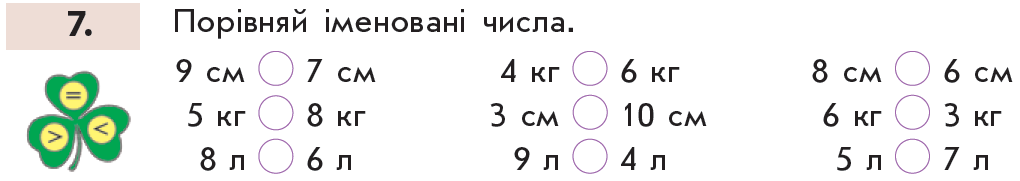 7. Порівняй іменовані числа.
9 см ◯ 7 см 4 кг ◯ 6 кг 8 см ◯ 6 см
5 кг ◯ 8 кг 3 см ◯ 10 см 6 кг ◯ 3 кг
8 л ◯ 6 л 9 л ◯ 4 л 5 л ◯ 7 л
=
> <